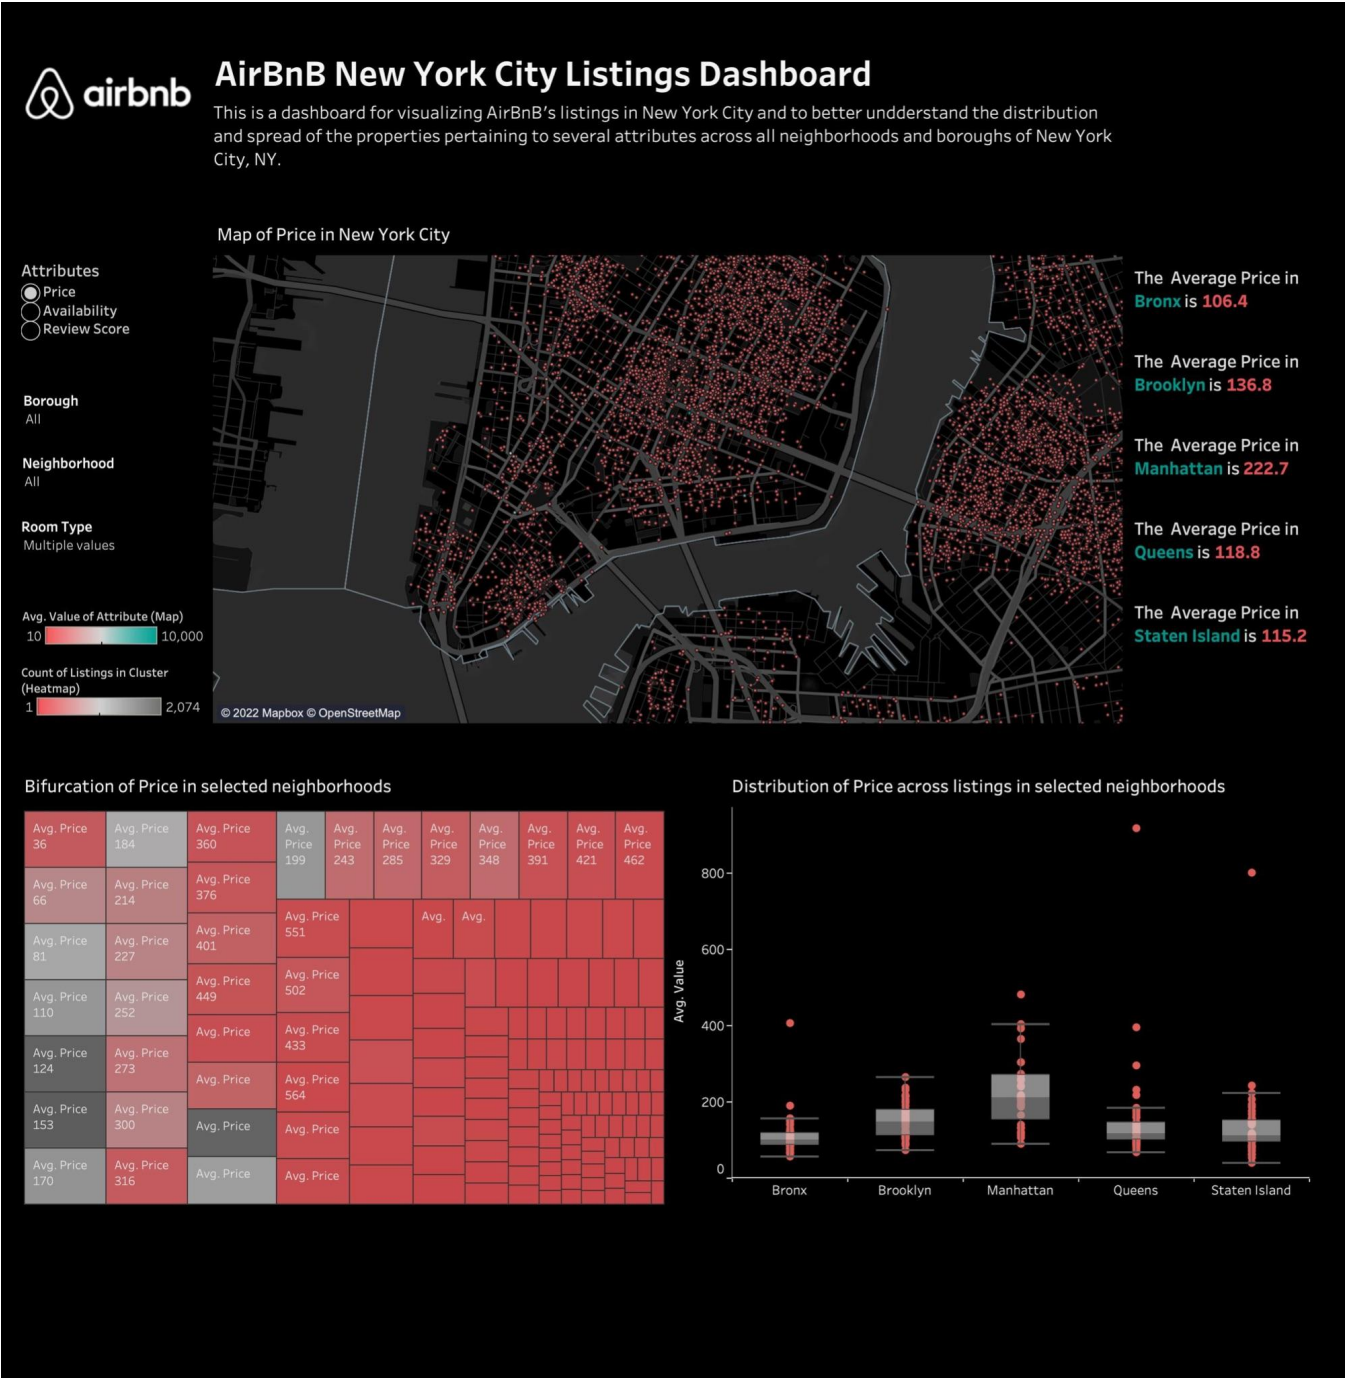 airbnb
AirBnB New York City Listings Dashboard
This is a dashboard for visualizing AirBnB's listings in New York City and to better undderstand the distribution
and spread of the properties pertaining to several attributes across all neighborhoods and boroughs of New York
City, NY.
Map of Price in New York City
Attributes
Price
Availability
Review Score
Borough
All
Neighborhood
All
Room Type
Multiple values
Avg. Value of Attribute (Map)
10 10,000
Count of Listings in Cluster
(Heatmap)
1 2,074
© 2022 Mapbox © OpenStreetMap
The Average Price in
Bronx is 106.4
The Average Price in
Brooklyn is 136.8
The Average Price in
Manhattan is 222.7
The Average Price in
Queens is 118.8
The Average Price in
Staten Island is 115.2
Bifurcation of Price in selected neighborhoods
Avg. Price
36
Avg. Price
66
Avg. Price
81
Avg. Price
110
Avg. Price
124
Avg. Price
153
Avg. Price
170
Avg. Price
184
Avg. Price
214
Avg. Price
227
Avg. Price
252
Avg. Price
273
Avg. Price
300
Avg. Price
316
Avg. Price
360
Avg. Price
376
Avg. Price
401
Avg. Price
449
Avg. Price
Avg. Price
Avg. Price
Avg. Price
Avg.
Price
199
Avg.
Price
243
Avg.
Price
285
Avg.
Price
329
Avg.
Price
348
Avg.
Price
391
Avg.
Price
421
Avg.
Price
462
Avg. Price
551
Avg. Price
502
Avg. Price
433
Avg. Price
564
Avg. Price
Avg. Price
Avg.
Avg.
Distribution of Price across listings in selected neighborhoods
Avg. Value
800
600
400
200
0
Bronx
Brooklyn
Manhattan
Queens
Staten Island